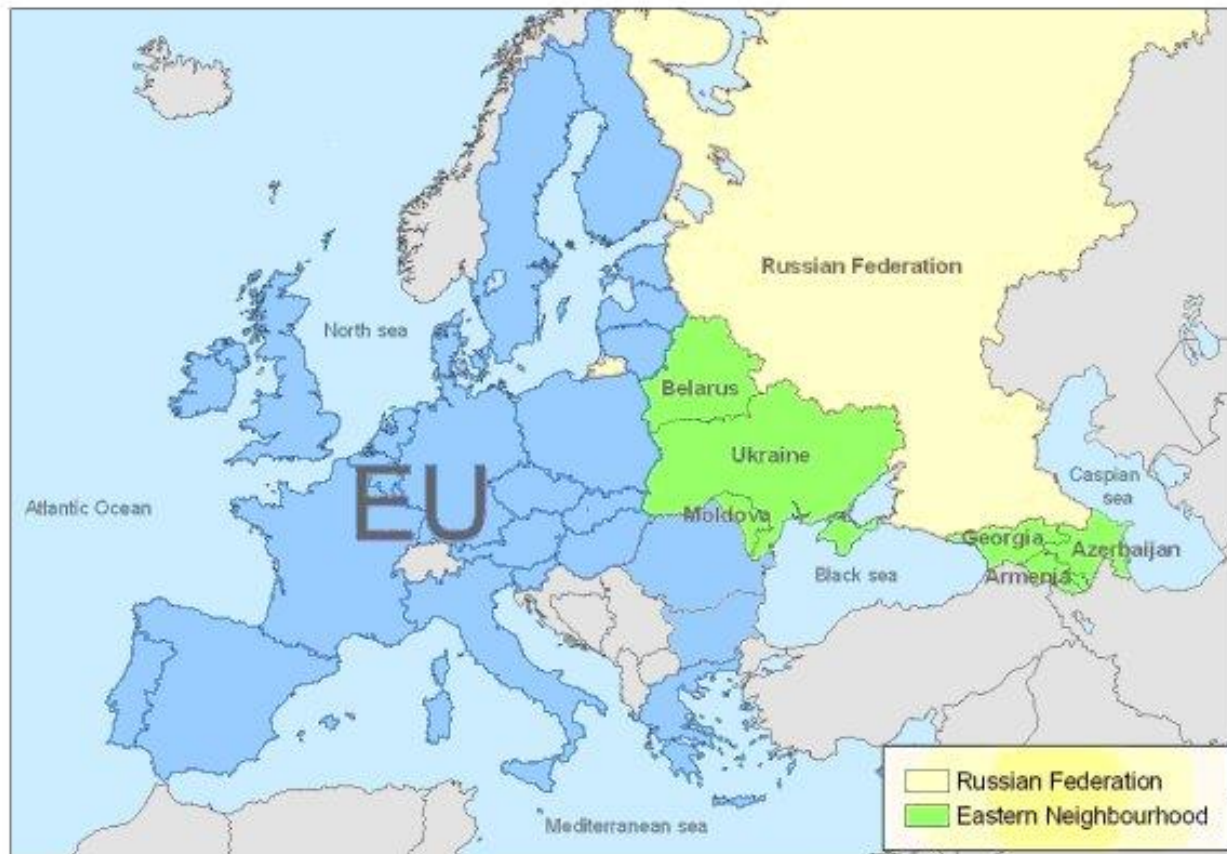 Russian Federation
North sea
Belarus
Ukraine
EU
Caspian
sea
Atlantic Ocean
Moldova
Georgia
Azerbaijan
Black sea
Armenia
Russian Federation
Eastern Neighbourhood
Mediterranean sea